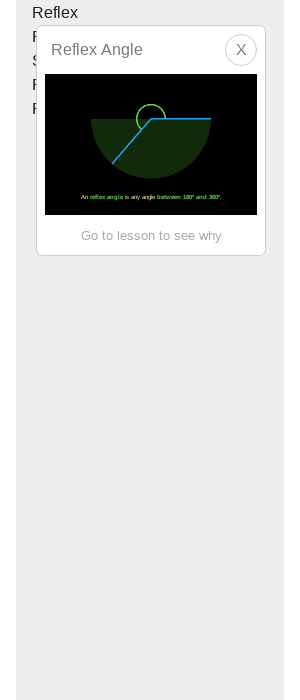 Reflex
Reflex Angle
X
An reflex angle is any angle between 180° and 360°.
Go to lesson to see why